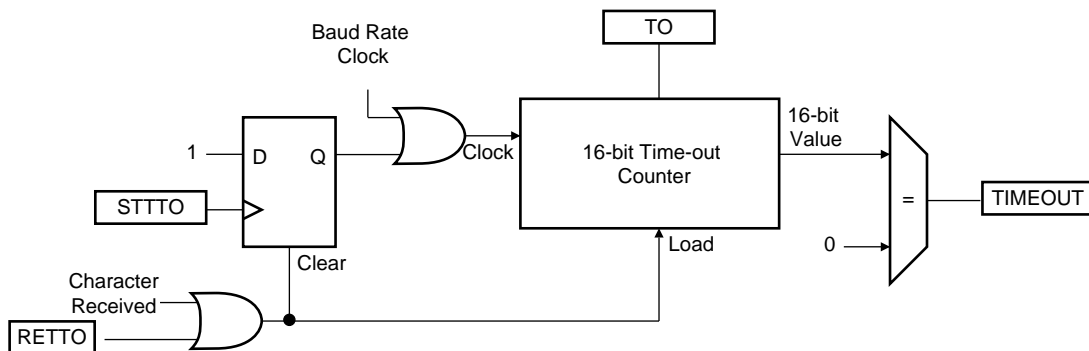 TO
Baud Rate
Clock
16-bit
Value
1
D
Q
Clock
16-bit Time-out
Counter
STTTO
=
TIMEOUT
Clear
Load
0
Character
Received
RETTO